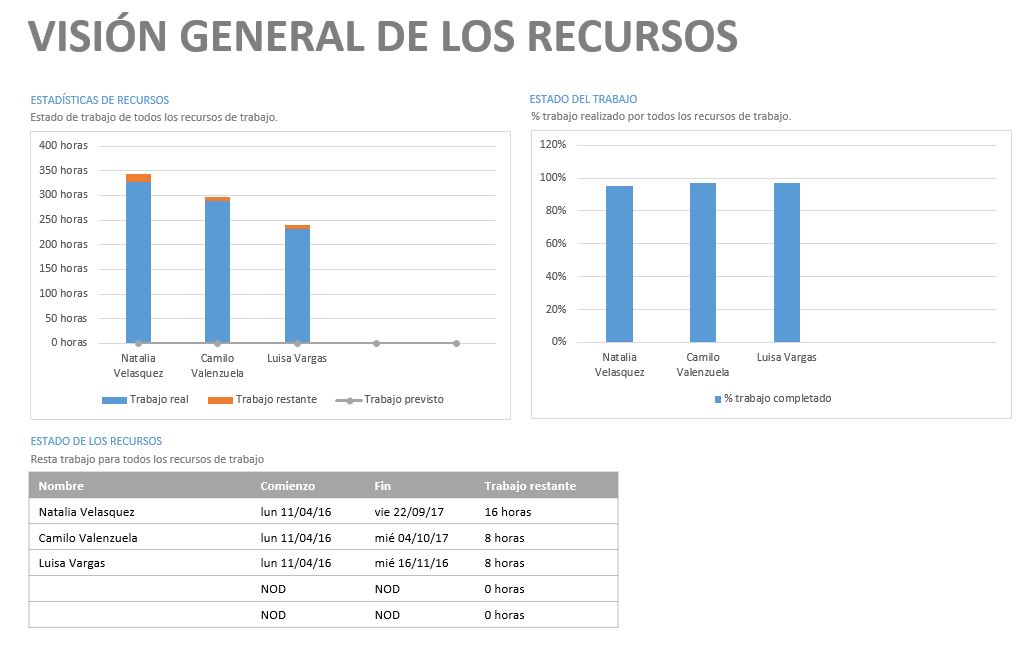 VISIÓN GENERAL DE LOS RECURSOS
ESTADÍSTICAS DE RECURSOS
Estado de trabajo de todos los recursos de trabajo.
400 horas
350 horas
300 horas
250 horas
200 horas
150 horas
100 horas
50 horas
0 horas
Natalia
Velasquez
Camilo
Valenzuela
Luisa Vargas
Trabajo real
Trabajo restante
Trabajo previsto
ESTADO DEL TRABAJO
% trabajo realizado por todos los recursos de trabajo.
120%
100%
80%
60%
40%
20%
0%
Natalia
Velasquez
Camilo
Valenzuela
Luisa Vargas
% trabajo completado
ESTADO DE LOS RECURSOS
Resta trabajo para todos los recursos de trabajo
Nombre Comienzo Fin Trabajo restante
Natalia Velasquez lun 11/04/16 vie 22/09/17 16 horas
Camilo Valenzuela lun 11/04/16 mié 04/10/17 8 horas
Luisa Vargas lun 11/04/16 mié 16/11/16 8 horas
NOD NOD 0 horas
NOD NOD 0 horas